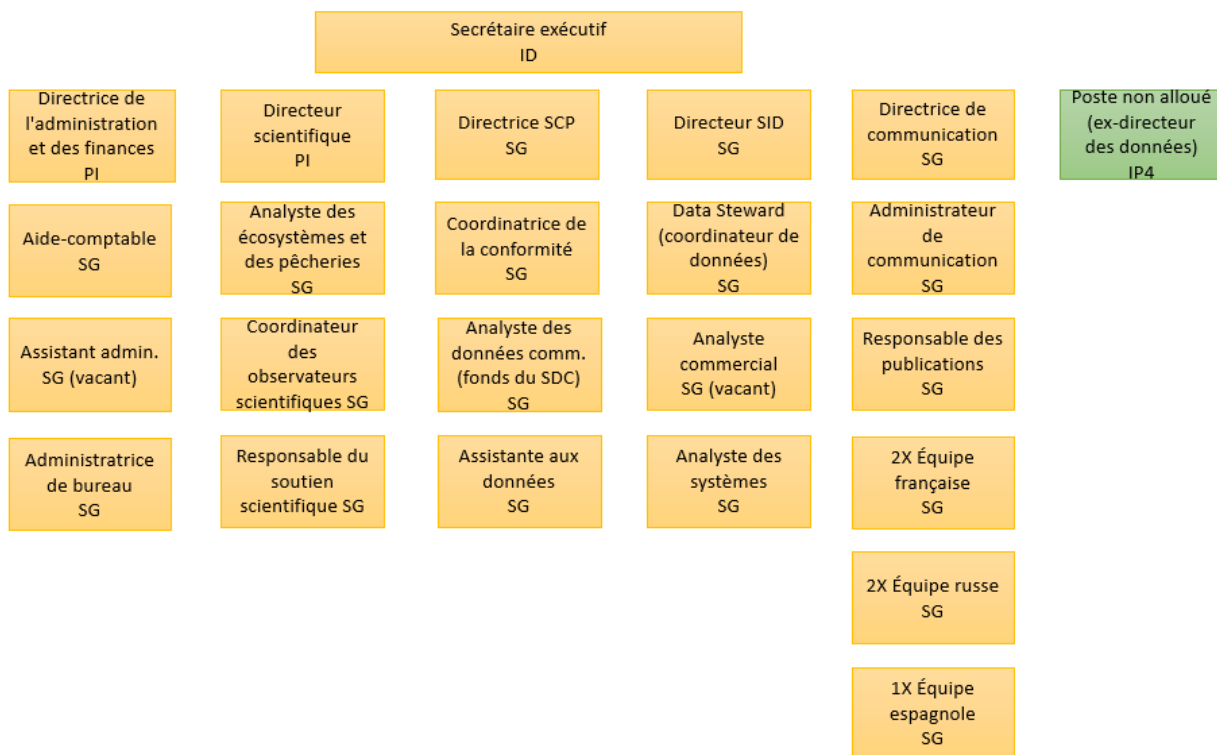 Secrétaire exécutif
ID
Directrice de
l'administration
et des finances
PI
Directeur
scientifique
PI
Directrice SCP
SG
Directeur SID
SG
Directrice de
communication
SG
Poste non alloué
(ex-directeur
des données)
IP4
Aide-comptable
SG
Analyste des
écosystèmes et
des pêcheries
SG
Coordinatrice de
la conformité
SG
Data Steward
(coordinateur de
données)
SG
Administrateur
de
communication
SG
Assistant admin.
SG (vacant)
Coordinateur
des
observateurs
scientifiques SG
Analyste des
données comm.
(fonds du SDC)
SG
Analyste
commercial
SG (vacant)
Responsable des
publications
SG
Administratrice
de bureau
SG
Responsable du
soutien
scientifique SG
Assistante aux
données
SG
Analyste des
systèmes
SG
2X Équipe
française
SG
2X Équipe russe
SG
1X Équipe
espagnole
SG